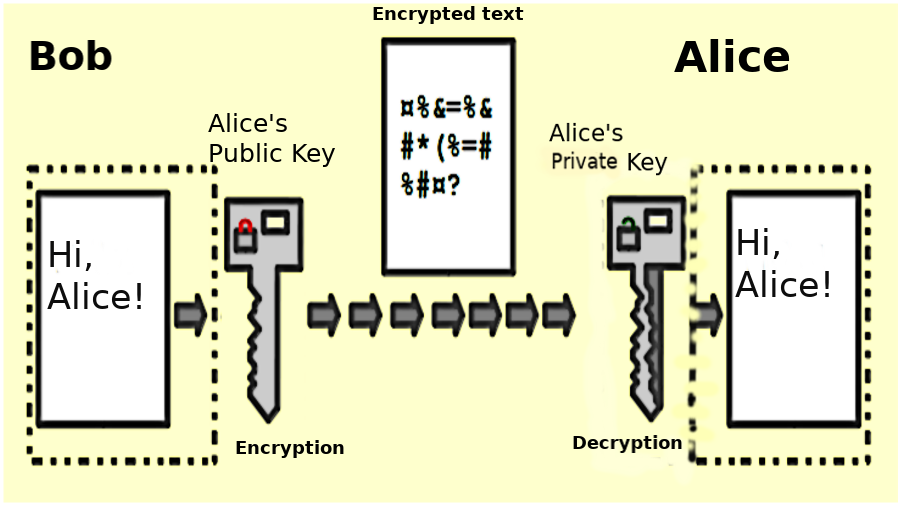 Encrypted text
Bob
Alice
¤%&=%&
#*(%=#
%#¤?
Alice's
Public Key
Alice's
Private Key
Hi,
Alice!
Hi,
Alice!
Encryption
Decryption